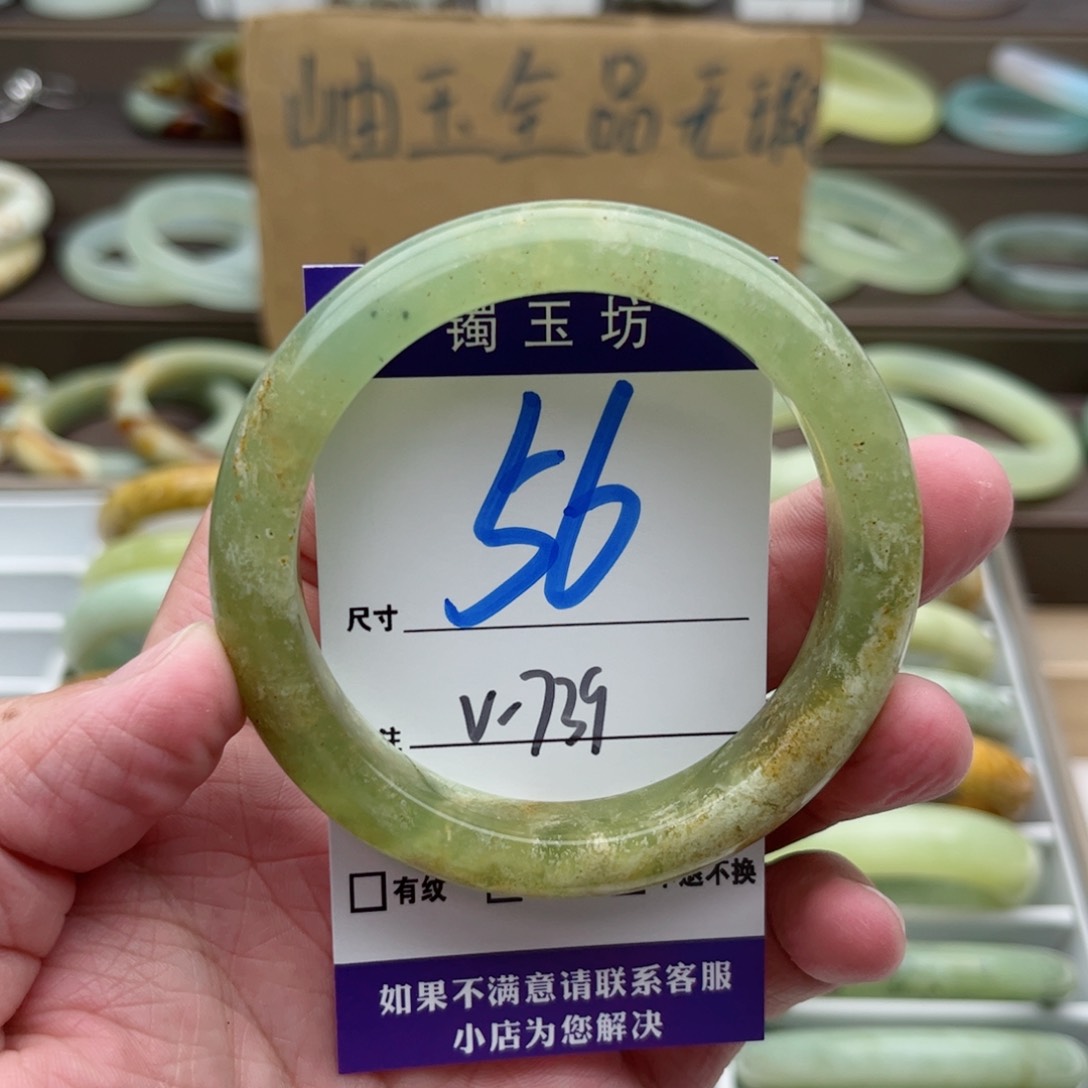 岫玉全品无瑕
镯玉坊
56
尺寸
V-739
注
有纹 不退不换
如果不满意请联系客服
小店为您解决